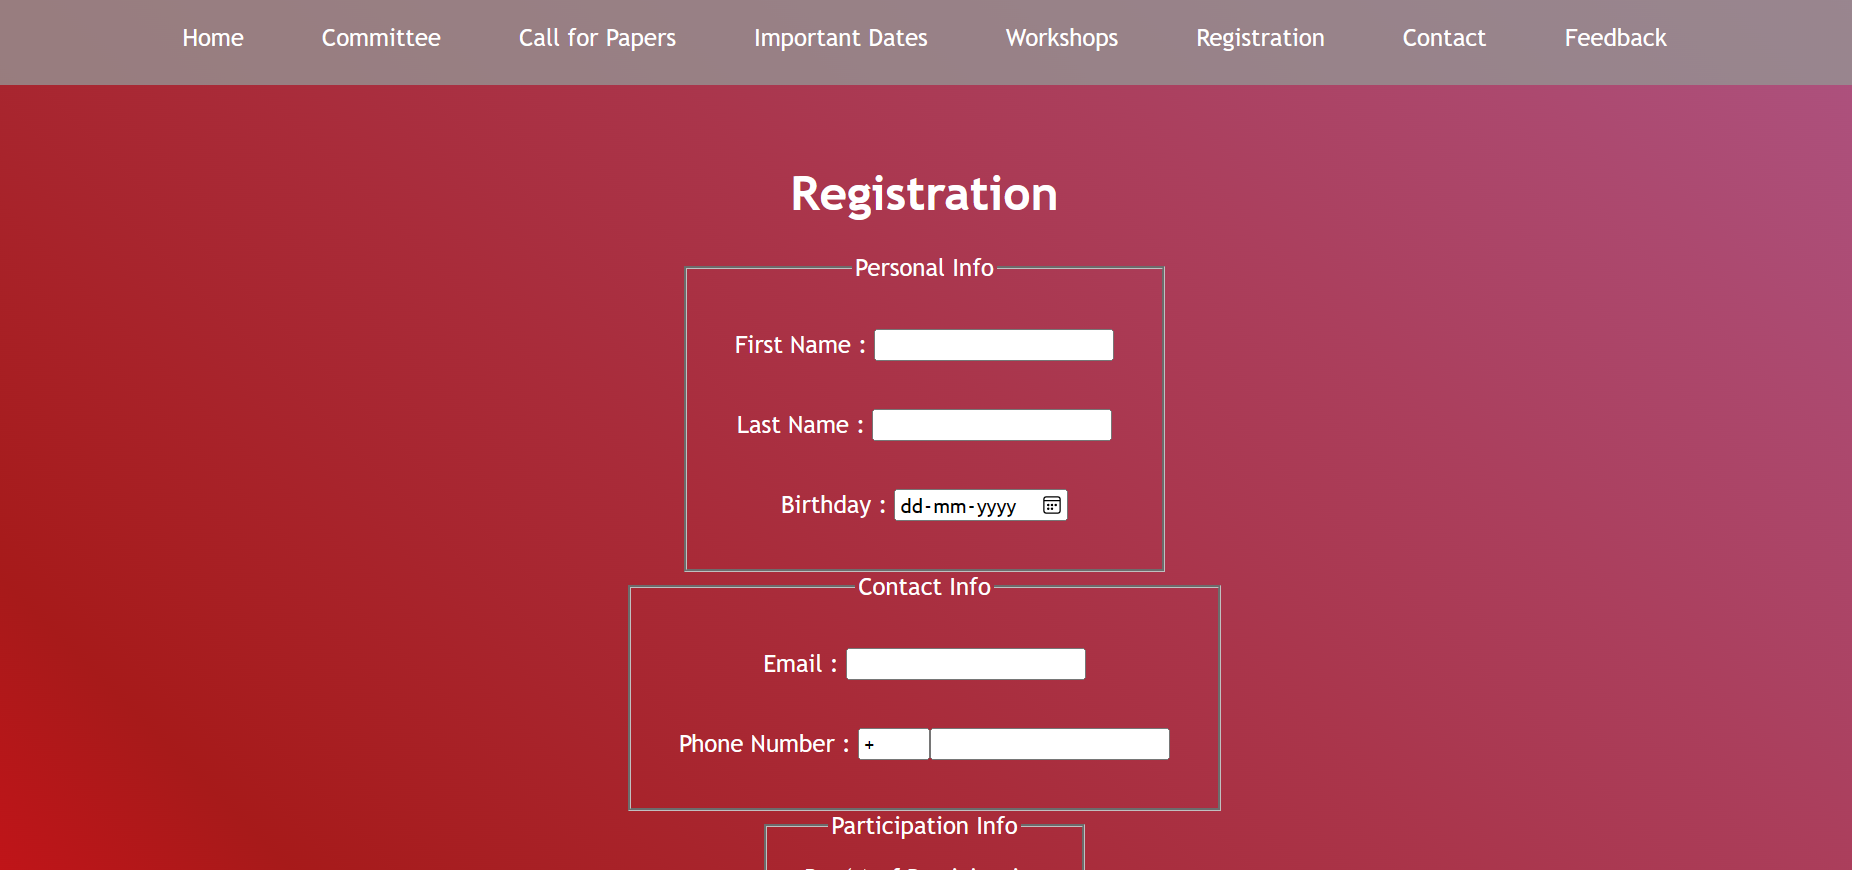 Home Committee Call for Papers Important Dates Workshops Registration Contact Feedback
Registration
Personal Info
First Name :
Last Name :
Birthday : dd-mm-yyyy
Contact Info
Email :
Phone Number : +
Participation Info